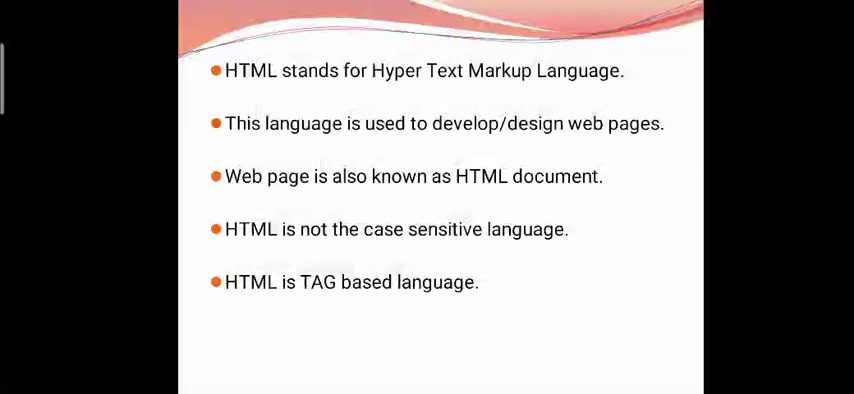 HTML stands for Hyper Text Markup Language.
This language is used to develop/design web pages.
Web page is also known as HTML document.
HTML is not the case sensitive language.
HTML is TAG based language.